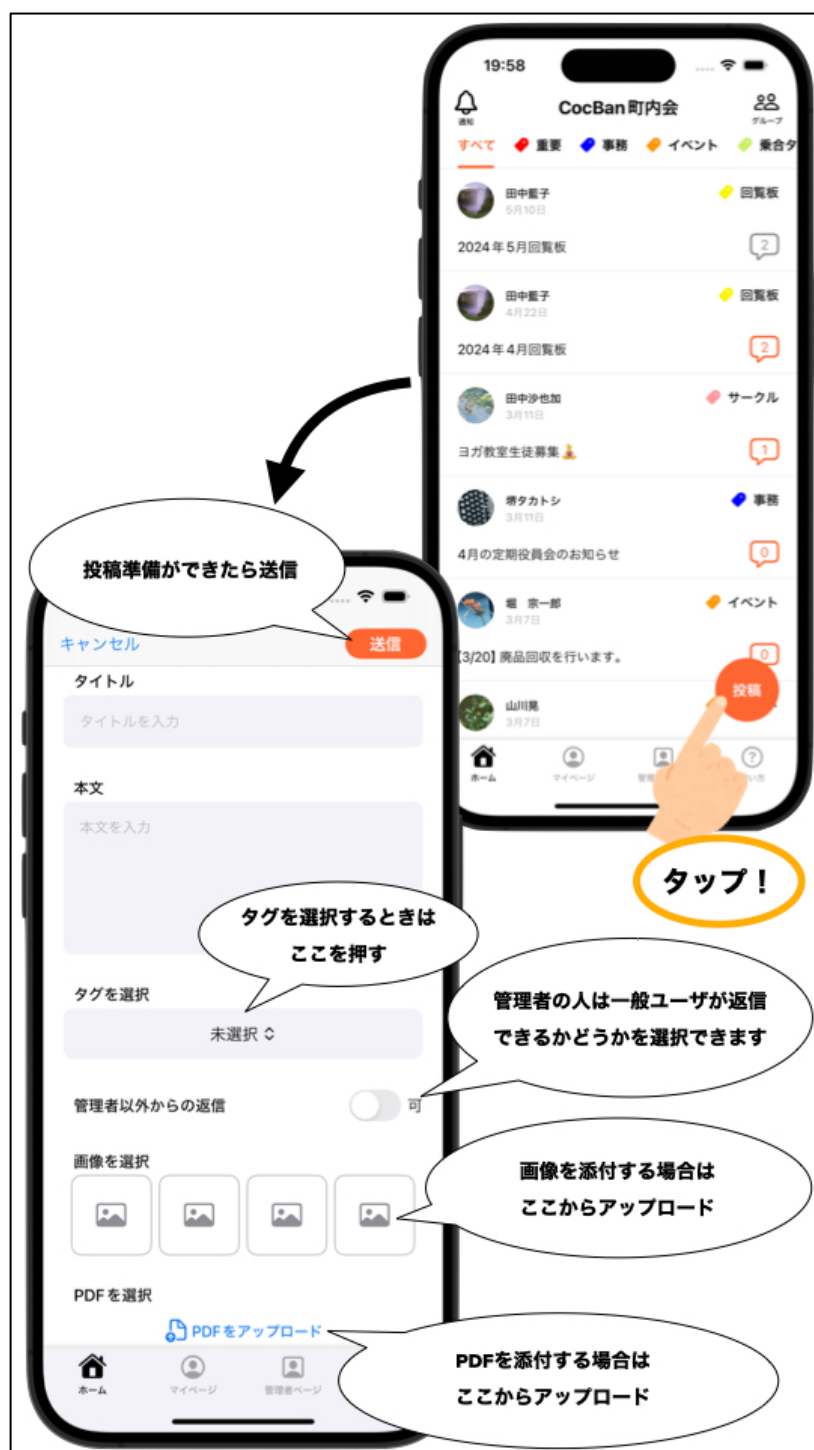 19:58
CocBan町内会
通知
グループ
すべて 重要 事務 イベント 乗合タ
田中藍子 回覧板
5月10日
2024年5月回覧板 2
田中藍子 回覧板
4月22日
2024年4月回覧板 2
田中沙也加 サークル
3月11日
ヨガ教室生徒募集🧘 1
堺タカトシ 事務
3月11日
4月の定期役員会のお知らせ 0
堀 宗一郎 イベント
3月7日
【3/20】廃品回収を行います。 0
山川晃
3月7日
投稿
ホーム マイページ 管理 い方
タップ!
投稿準備ができたら送信
キャンセル 送信
タイトル
タイトルを入力
本文
本文を入力
タグを選択するときは
ここを押す
タグを選択
未選択
管理者の人は一般ユーザが返信
できるかどうかを選択できます
管理者以外からの返信 可
画像を選択
画像を添付する場合は
ここからアップロード
PDFを選択
PDFをアップロード
PDFを添付する場合は
ここからアップロード
ホーム マイページ 管理者ページ